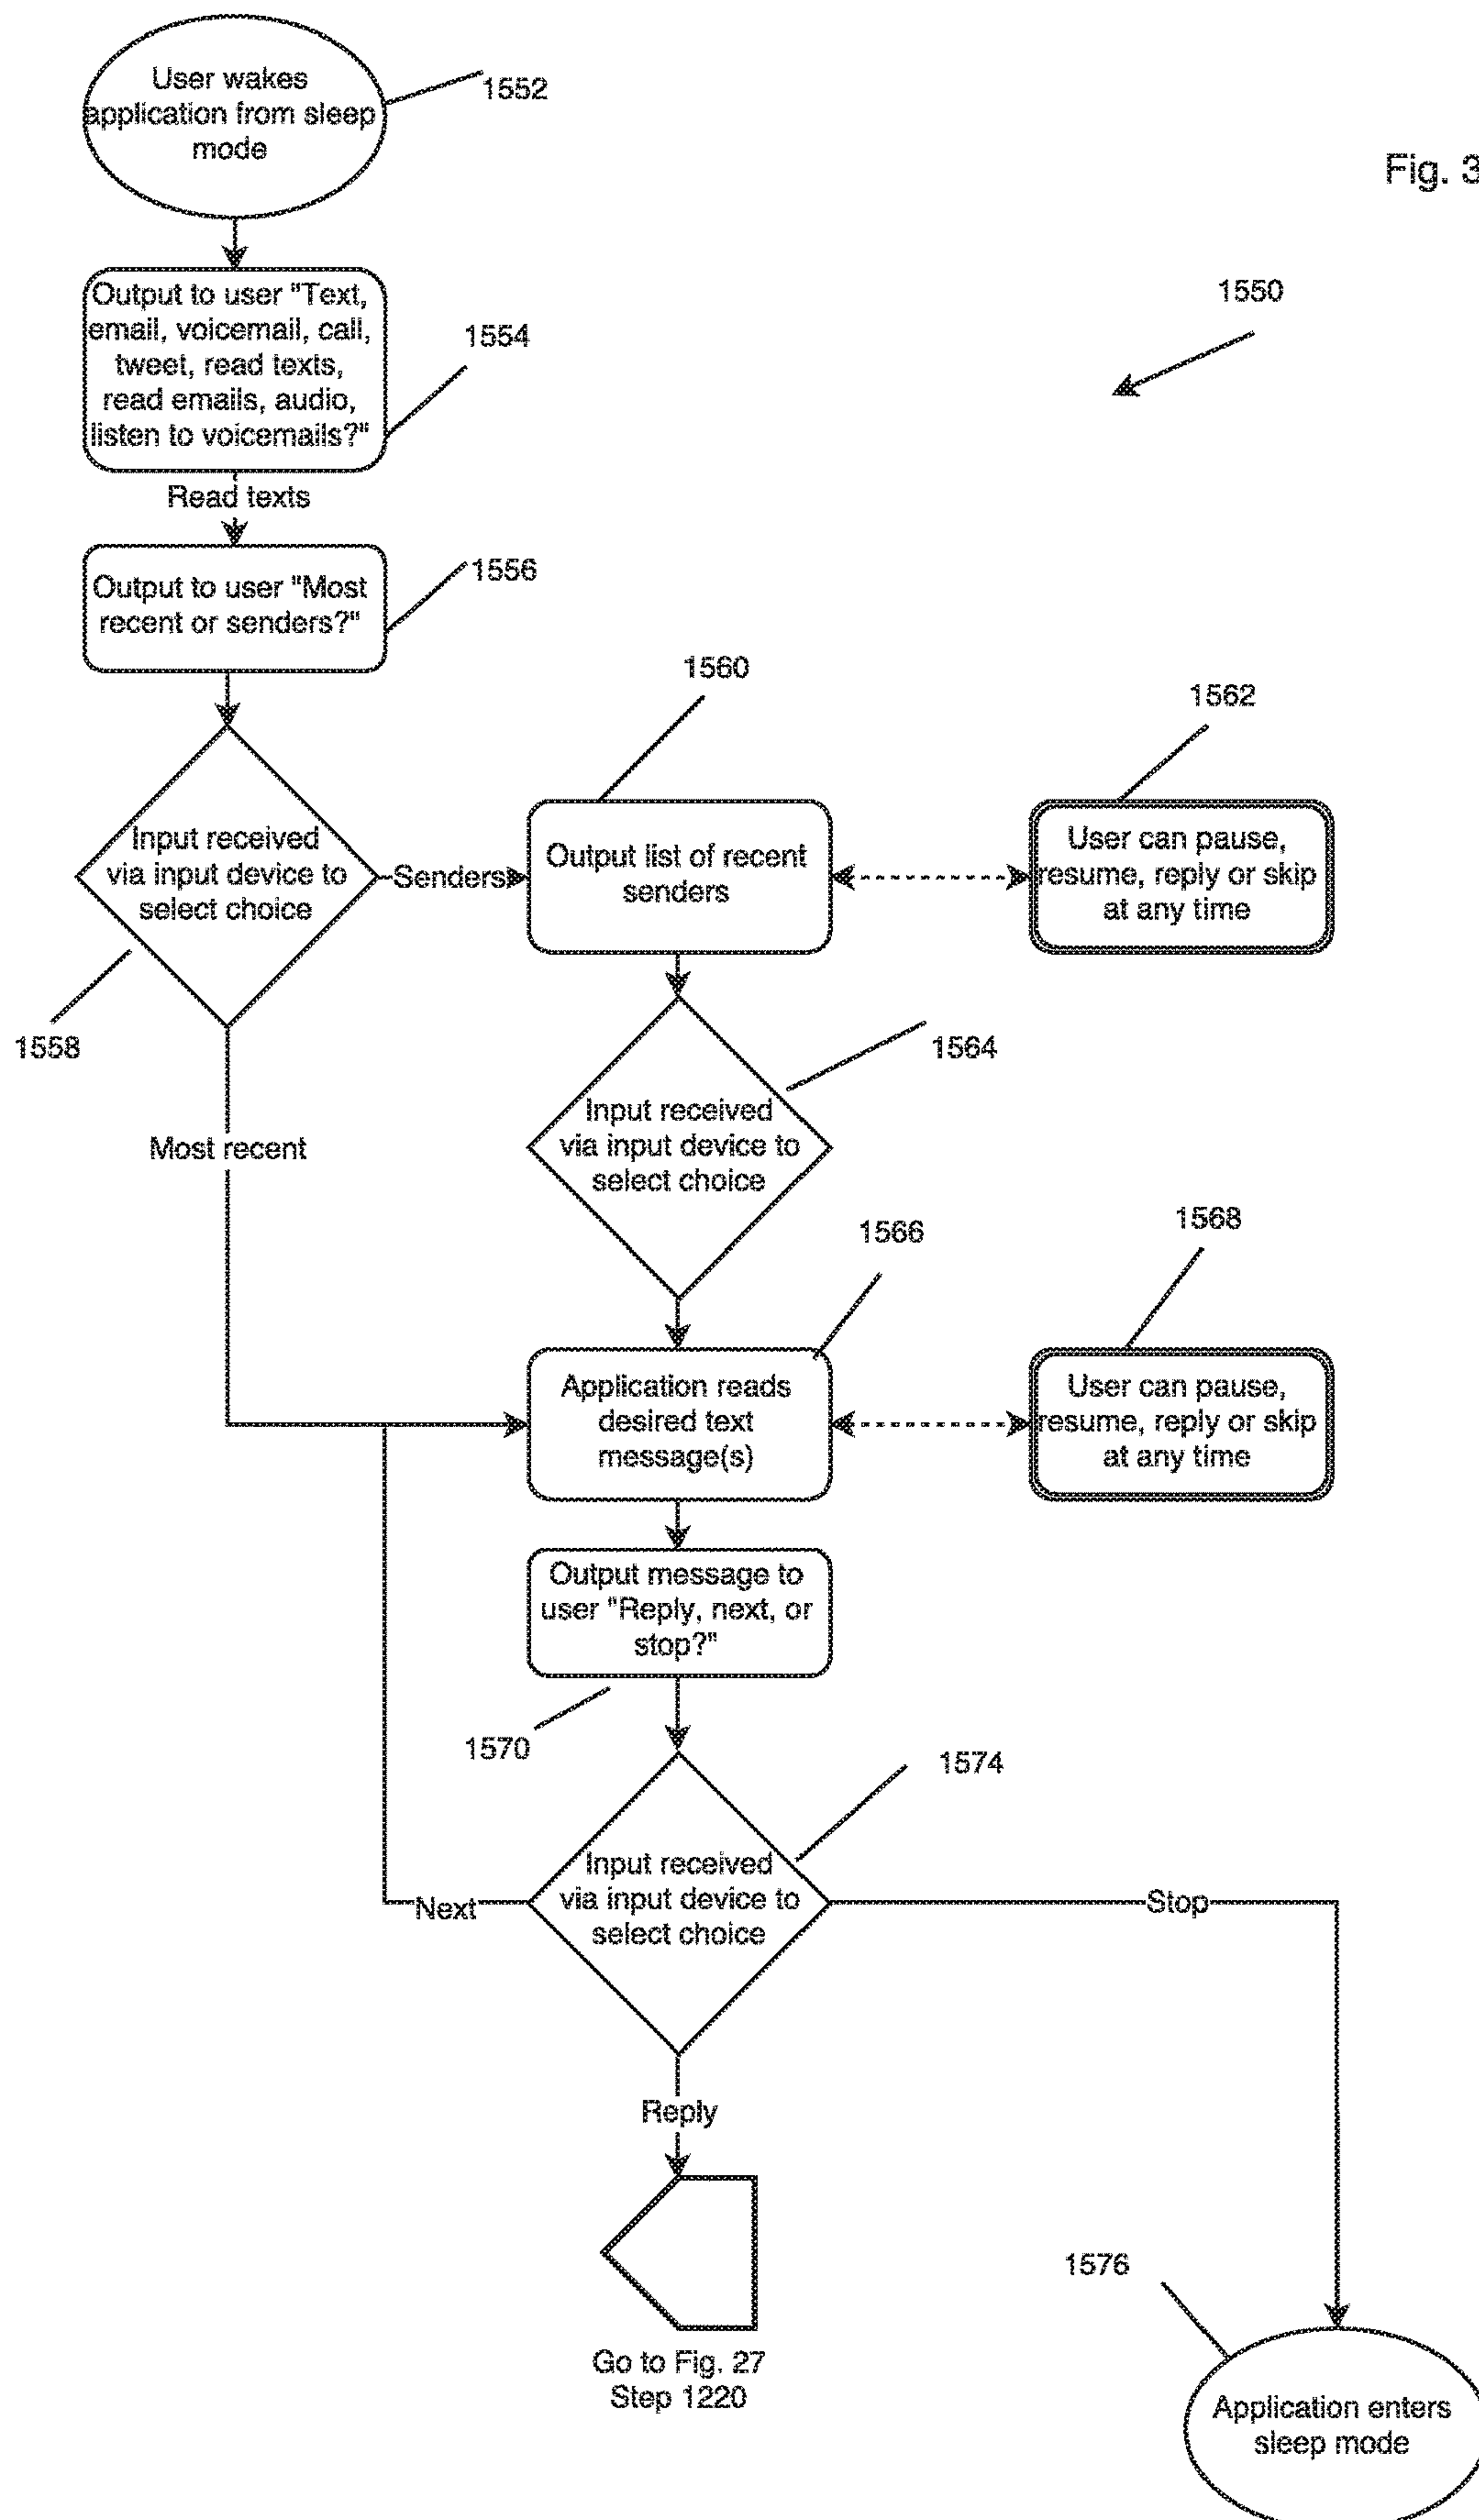 User wakes
application from sleep
mode
1552
Fig. 3
Output to user "Text,
email, voicemail, call,
tweet, read texts,
read emails, audio,
listen to voicemails?"
1554
1550
Read texts
Output to user "Most
recent or senders?"
1556
1560
1562
Input received
via input device to
select choice
Senders
Output list of recent
senders
User can pause,
resume, reply or skip
at any time
1558
1564
Most recent
Input received
via input device to
select choice
1566
1568
Application reads
desired text
message(s)
User can pause,
resume, reply or skip
at any time
Output message to
user "Reply, next, or
stop?"
1570
1574
Input received
via input device to
select choice
Next
Stop
Reply
1576
Go to Fig. 27
Step 1220
Application enters
sleep mode